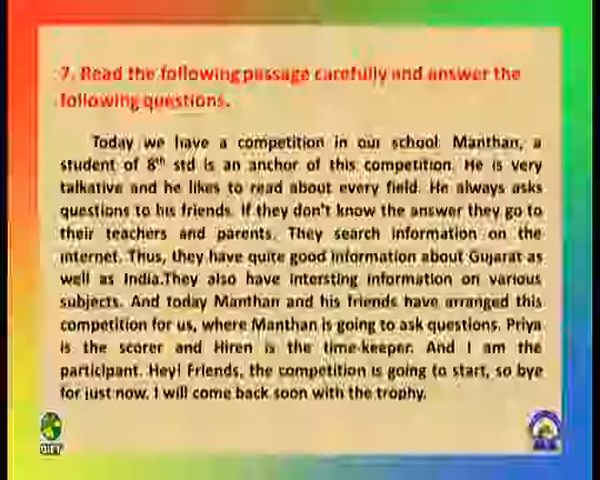 7. Read the following passage carefully and answer the
following questions.
Today we have a competition in our school. Manthan, a
student of 8th std is an anchor of this competition. He is very
talkative and he likes to read about every field. He always asks
questions to his friends. If they don't know the answer they go to
their teachers and parents. They search information on the
internet. Thus, they have quite good information about Gujarat as
well as India.They also have intersting information on various
subjects. And today Manthan and his friends have arranged this
competition for us, where Manthan is going to ask questions. Priya
is the scorer and Hiren is the time-keeper. And I am the
participant. Hey! Friends, the competition is going to start, so bye
for just now. I will come back soon with the trophy.